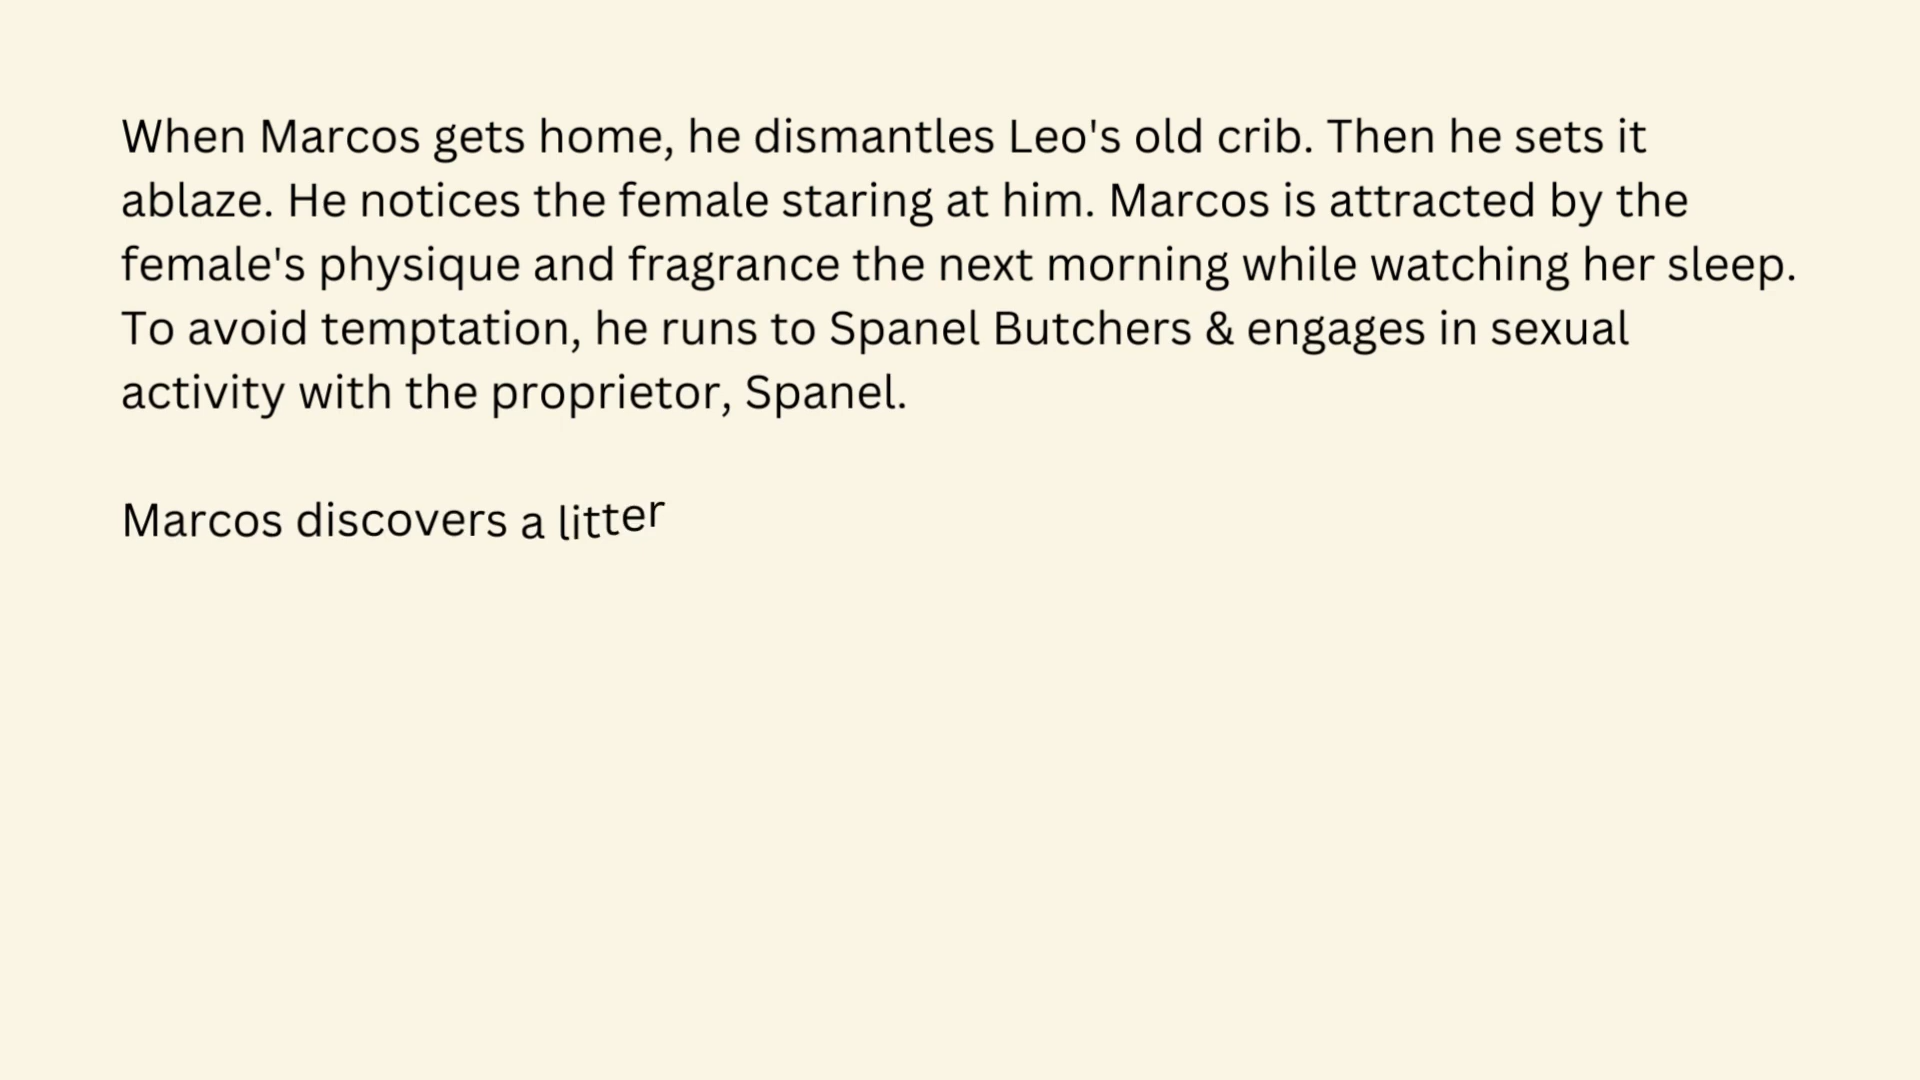 When Marcos gets home, he dismantles Leo's old crib. Then he sets it
ablaze. He notices the female staring at him. Marcos is attracted by the
female's physique and fragrance the next morning while watching her sleep.
To avoid temptation, he runs to Spanel Butchers & engages in sexual
activity with the proprietor, Spanel.
Marcos discovers a litter